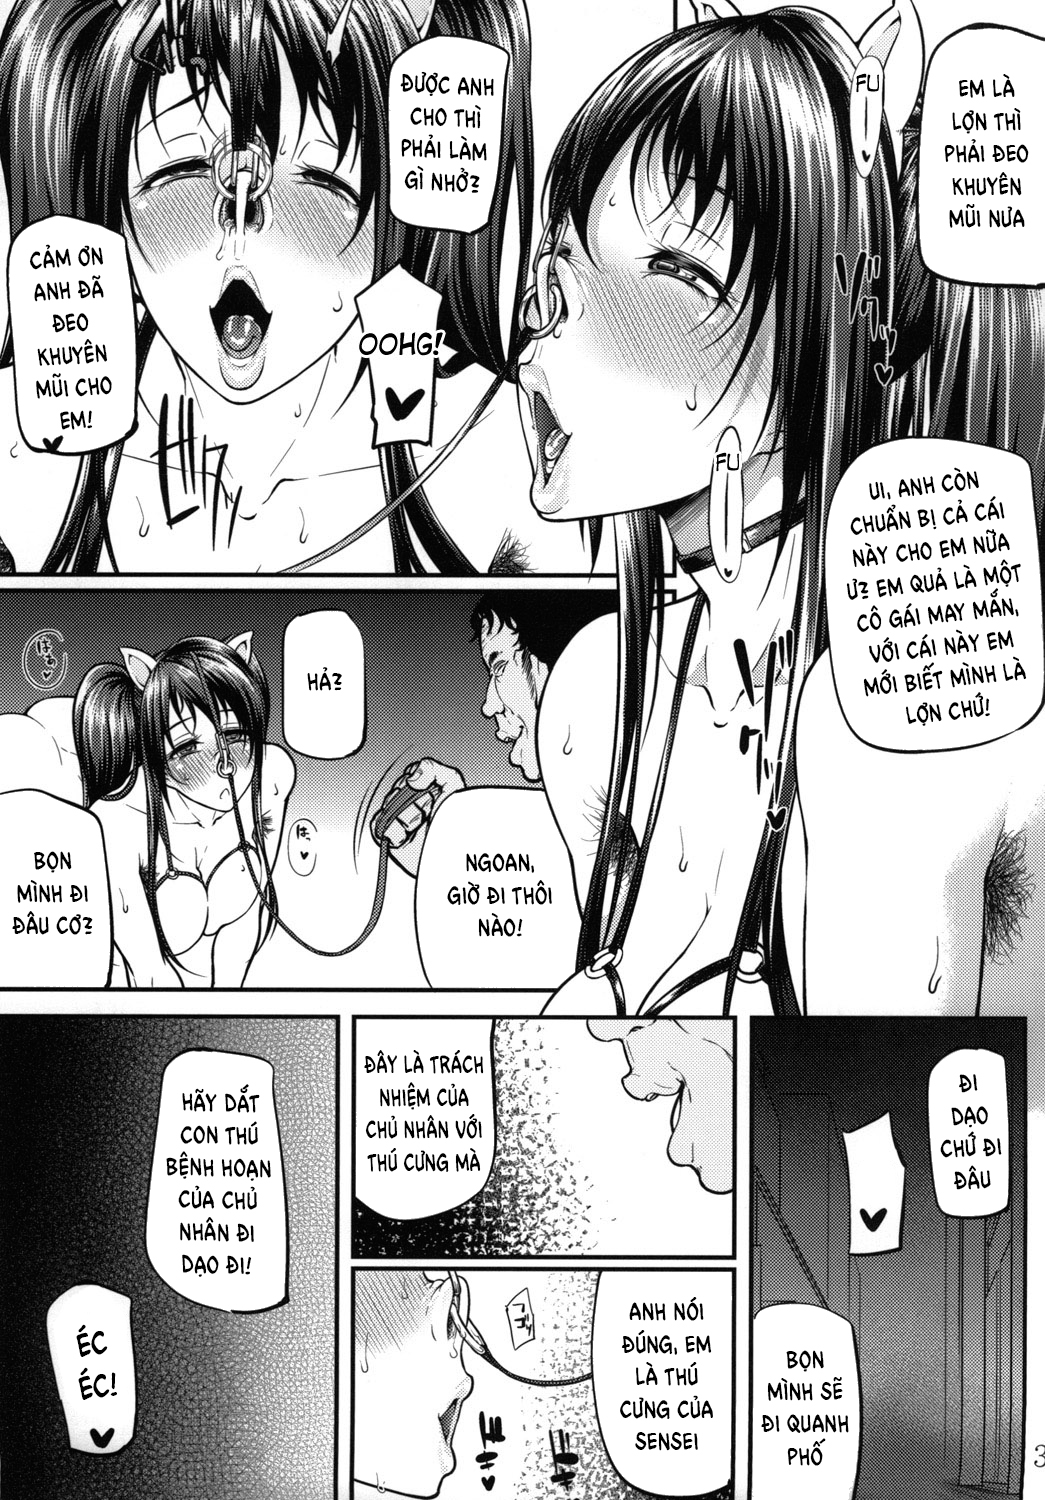 EM LÀ
LỢN THÌ
PHẢI ĐEO
KHUYÊN
MŨI NƯA
FU
ĐƯỢC ANH
CHO THÌ
PHẢI LÀM
GÌ NHỞ?
CẢM ƠN
ANH ĐÃ
ĐEO
KHUYÊN
MŨI CHO
EM!
OOHG!
FU
UI, ANH CÒN
CHUẨN BỊ CẢ CÁI
NÀY CHO EM NỮA
Ư? EM QUẢ LÀ MỘT
CÔ GÁI MAY MẮN,
VỚI CÁI NÀY EM
MỚI BIẾT MÌNH LÀ
LỢN CHỨ!
HẢ?
NGOAN,
GIỜ ĐI THÔI
NÀO!
BỌN
MÌNH ĐI
ĐÂU CƠ?
ĐI
DẠO
CHỨ ĐI
ĐÂU
BỌN
MÌNH SẼ
ĐI QUANH
PHỐ
ĐÂY LÀ TRÁCH
NHIỆM CỦA
CHỦ NHÂN VỚI
THÚ CƯNG MÀ
ANH NÓI
ĐÚNG, EM
LÀ THÚ
CƯNG CỦA
SENSEI
HÃY DẮT
CON THÚ
BỆNH HOẠN
CỦA CHỦ
NHÂN ĐI
DẠO ĐI!
ÉC
ÉC!
3